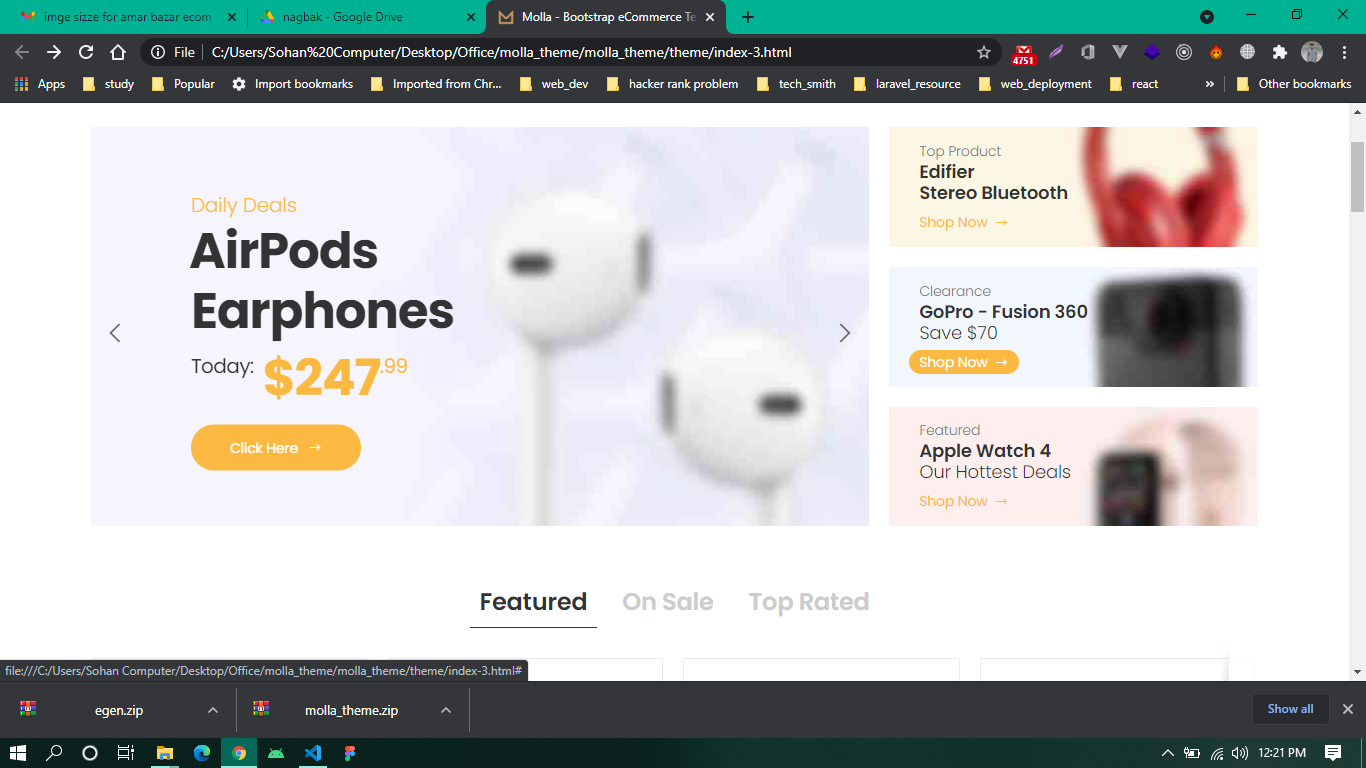 imge sizze for amar bazar ecom
nagbak - Google Drive
Molla - Bootstrap eCommerce Te
File
C:/Users/Sohan%20Computer/Desktop/Office/molla_theme/molla_theme/theme/index-3.html
4751
Apps
study
Popular
Import bookmarks
Imported from Chr...
web_dev
hacker rank problem
tech_smith
laravel_resource
web_deployment
react
»
Other bookmarks
Daily Deals
AirPods
Earphones
Today: $247.99
Click Here →
Top Product
Edifier
Stereo Bluetooth
Shop Now →
Clearance
GoPro - Fusion 360
Save $70
Shop Now →
Featured
Apple Watch 4
Our Hottest Deals
Shop Now →
Featured
On Sale
Top Rated
file:///C:/Users/Sohan Computer/Desktop/Office/molla_theme/molla_theme/theme/index-3.html#
egen.zip
molla_theme.zip
Show all
12:21 PM